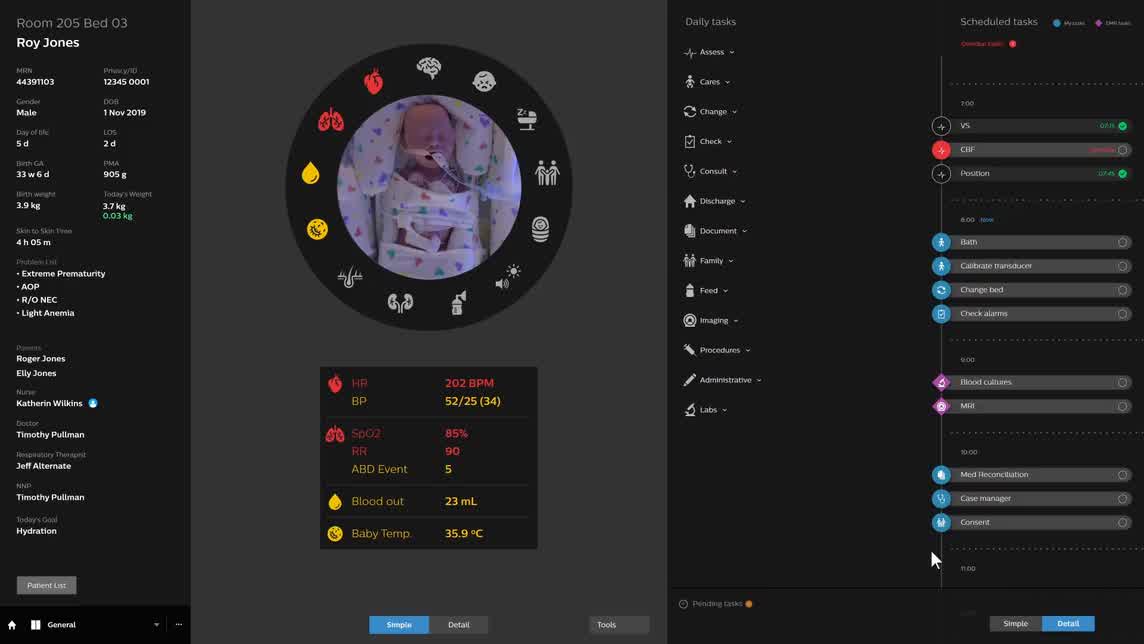 Room 205 Bed 03
Roy Jones
MRN
44391103
Privacy/ID
12345 0001
Gender
Male
DOB
1 Nov 2019
Day of life
5 d
LOS
2 d
Birth GA
33 w 6 d
PMA
905 g
Birth weight
3.9 kg
Today's Weight
3.7 kg
0.03 kg
Skin to Skin Time
4 h 05 m
Problem List
• Extreme Prematurity
• AOP
• R/O NEC
• Light Anemia
Parents
Roger Jones
Elly Jones
Nurse
Katherin Wilkins
Doctor
Timothy Pullman
Respiratory Therapist
Jeff Alternate
NNP
Timothy Pullman
Today's Goal
Hydration
Patient List
General
HR 202 BPM
BP 52/25 (34)
SpO2 85%
RR 90
ABD Event 5
Blood out 23 mL
Baby Temp. 35.9 ºC
Simple
Detail
Tools
Daily tasks
Assess
Cares
Change
Check
Consult
Discharge
Document
Family
Feed
Imaging
Procedures
Administrative
Labs
Pending tasks
Scheduled tasks
My tasks
EMR tasks
Overdue tasks
7:00
VS 07:15
CBF
Position 07:45
8:00 Now
Bath
Calibrate transducer
Change bed
Check alarms
9:00
Blood cultures
MRI
10:00
Med Reconciliation
Case manager
Consent
11:00
Simple
Detail